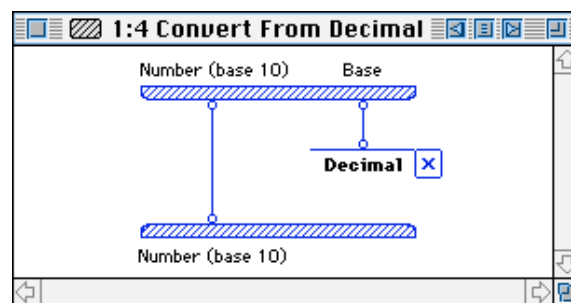 1:4 Convert From Decimal
Number (base 10) Base
Decimal
Number (base 10)